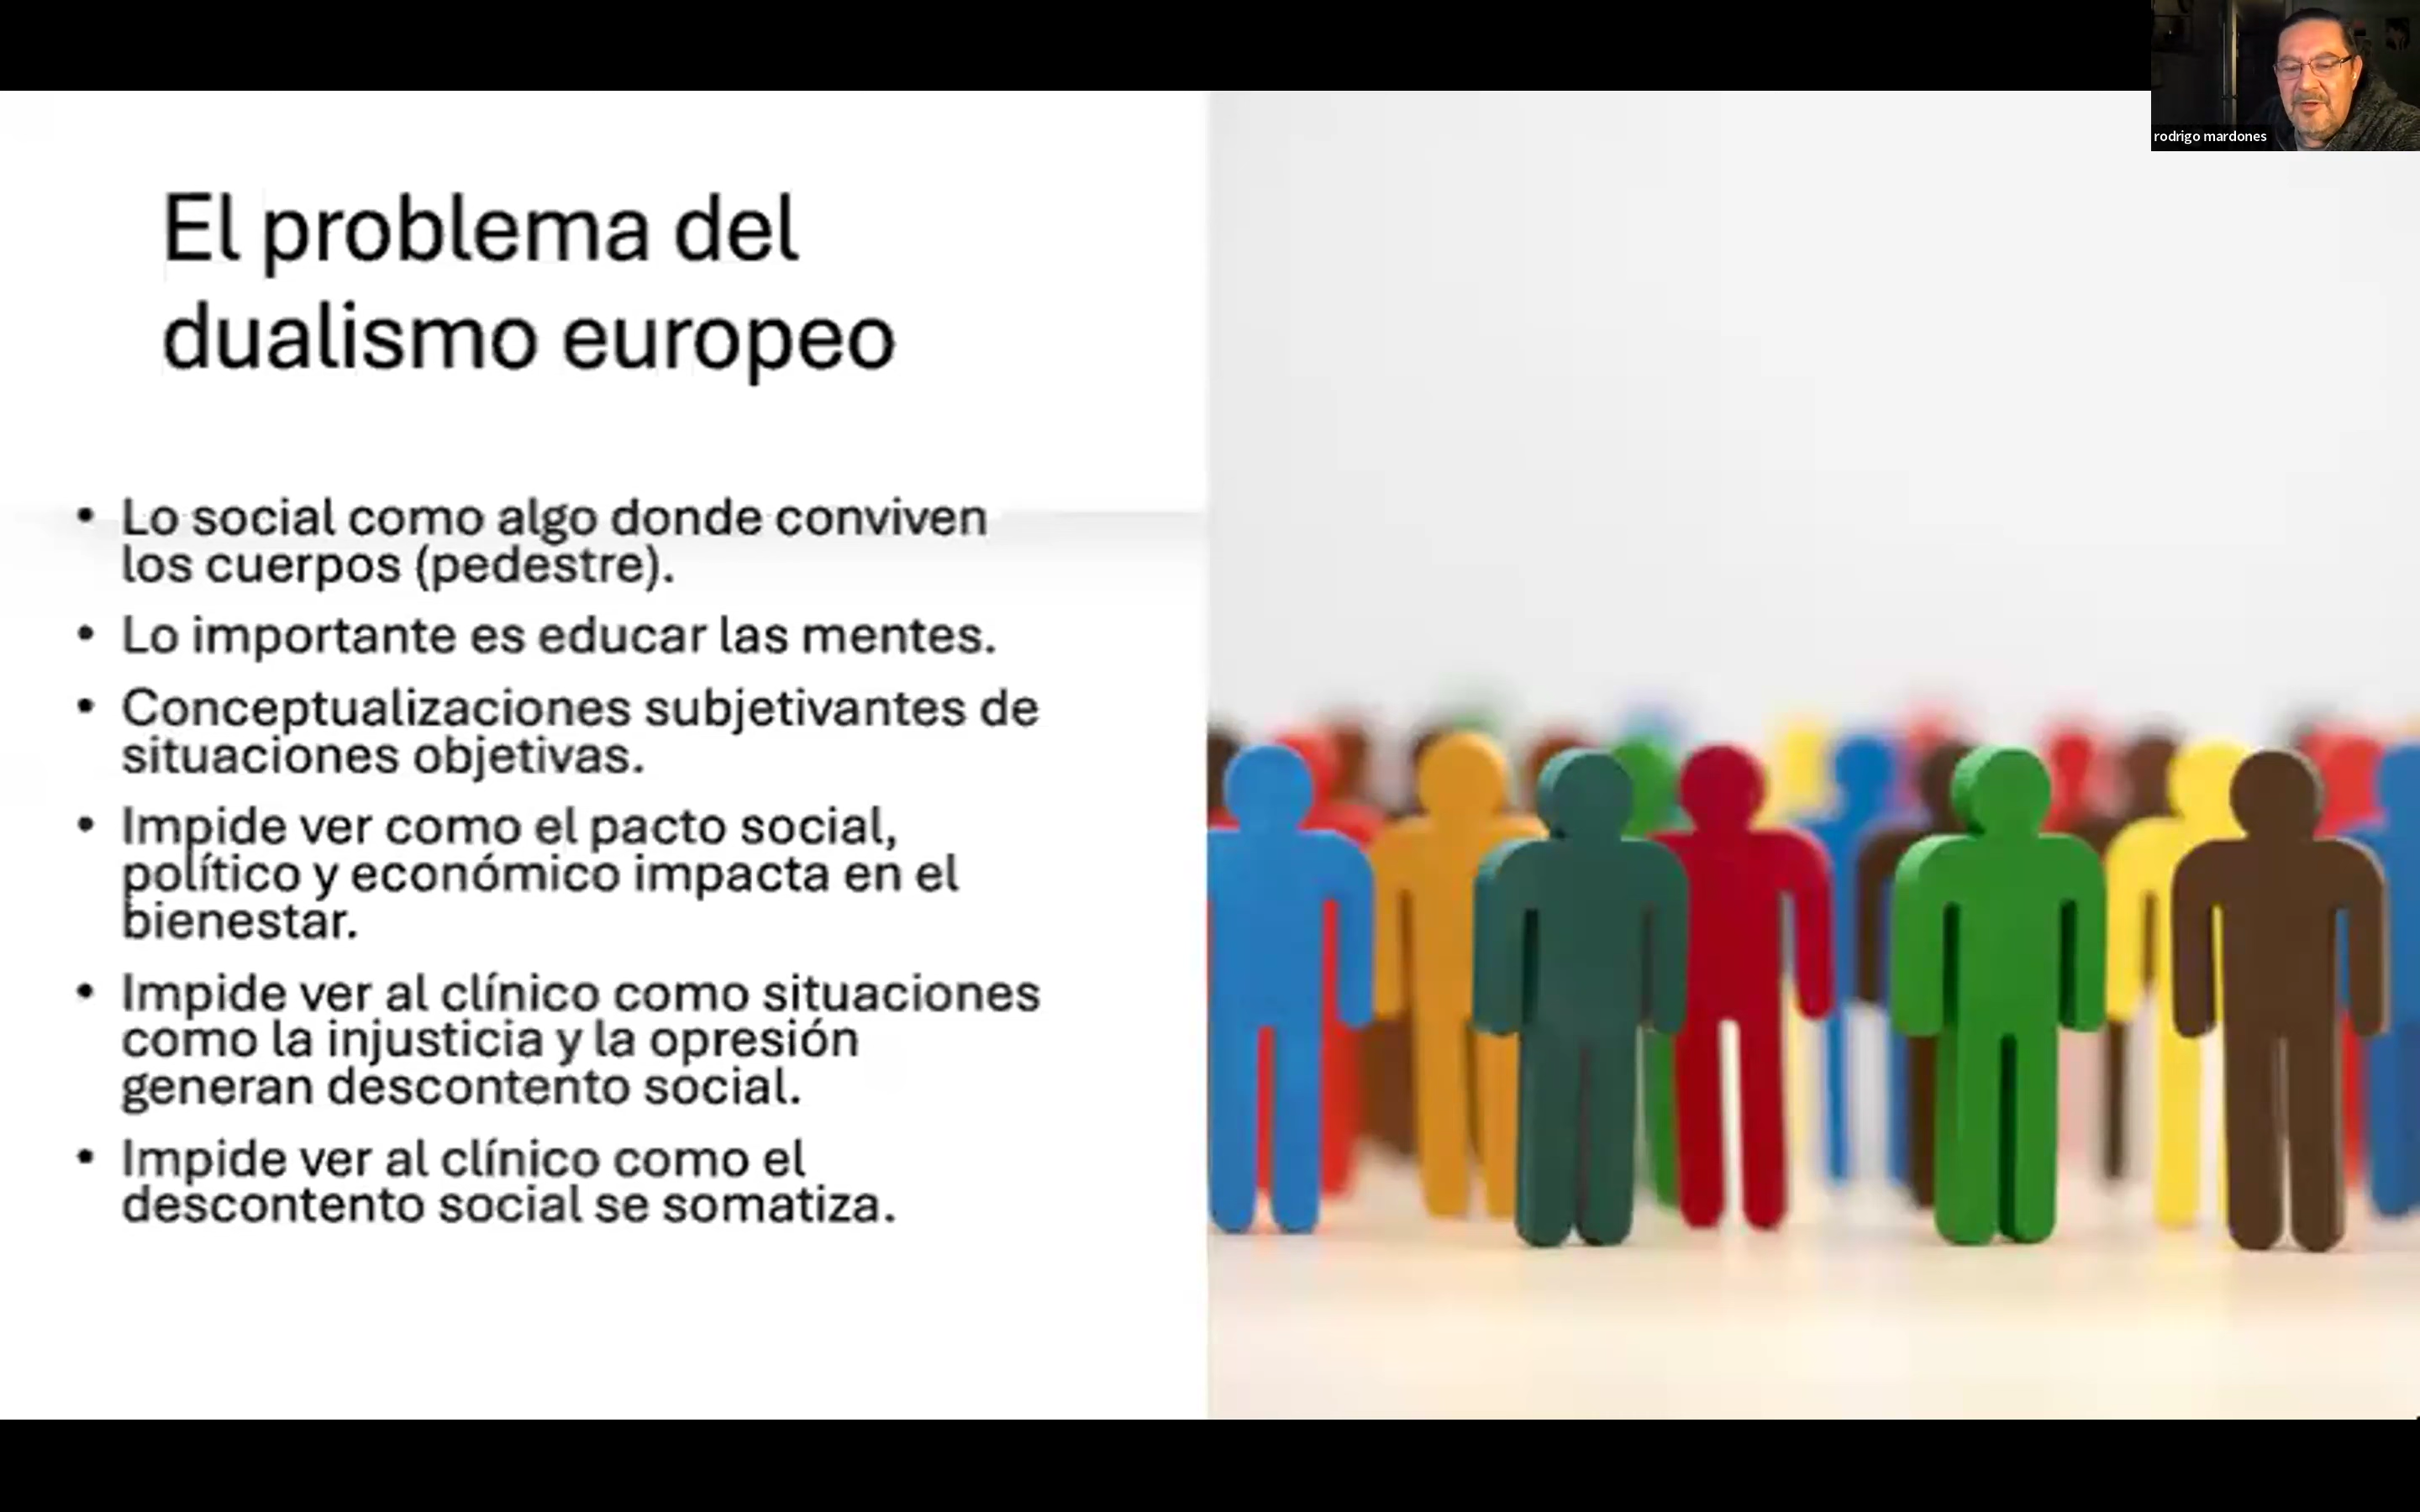 rodrigo mardones
El problema del
dualismo europeo
• Lo social como algo donde conviven
los cuerpos (pedestre).
• Lo importante es educar las mentes.
• Conceptualizaciones subjetivantes de
situaciones objetivas.
• Impide ver como el pacto social,
político y económico impacta en el
bienestar.
• Impide ver al clínico como situaciones
como la injusticia y la opresión
generan descontento social.
• Impide ver al clínico como el
descontento social se somatiza.